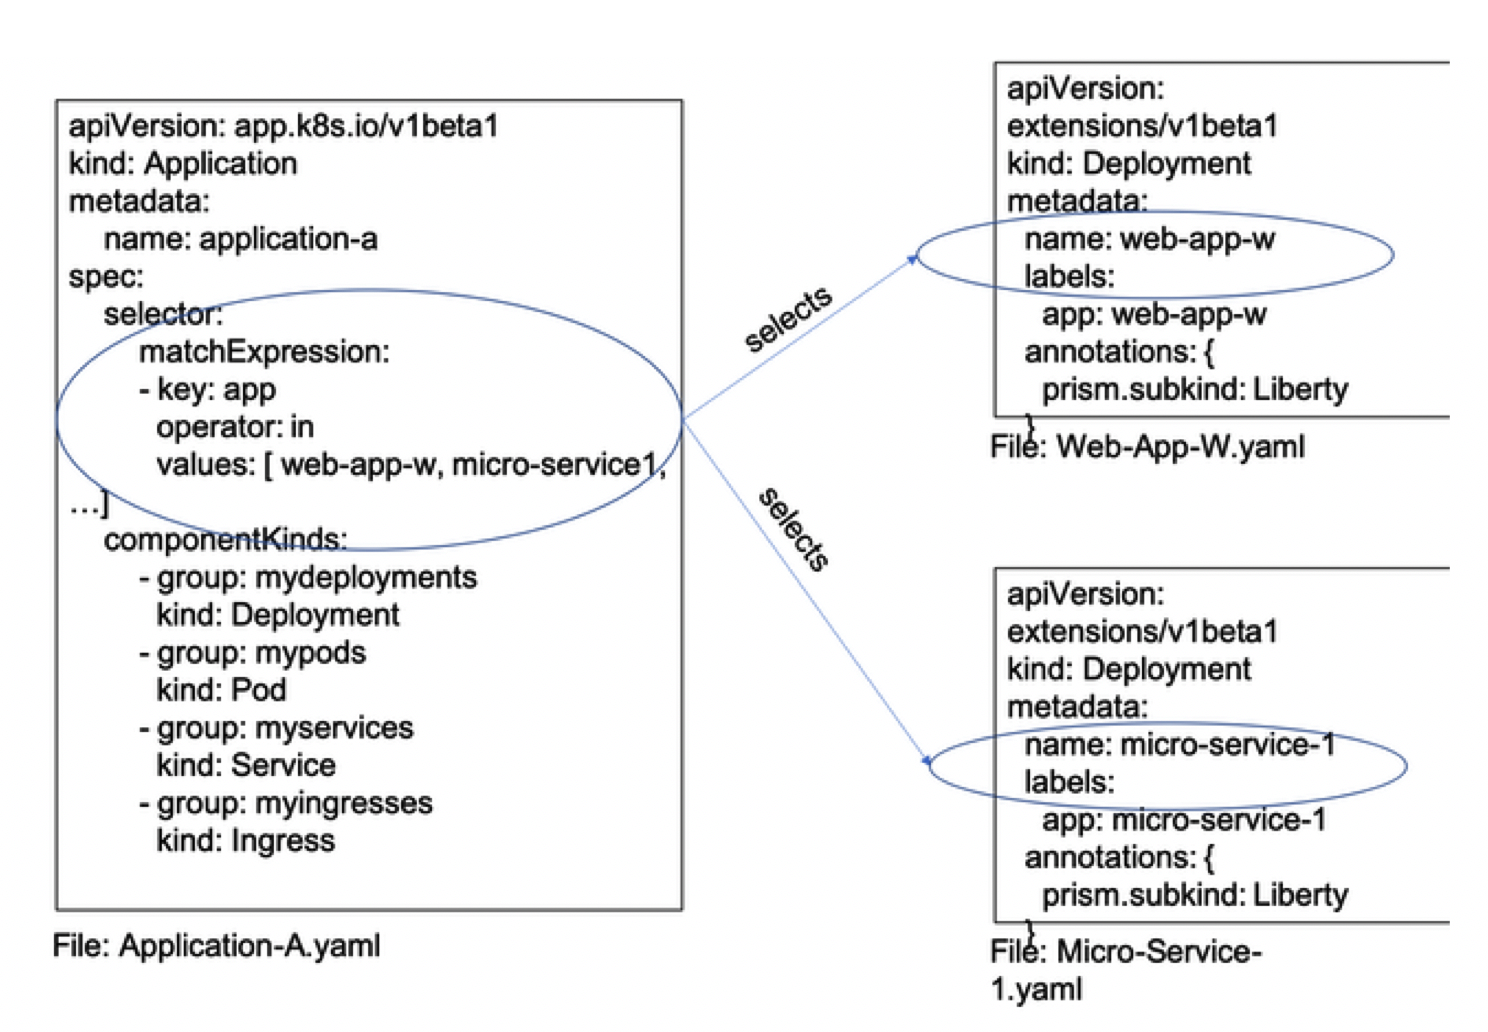 apiVersion: app.k8s.io/v1beta1
kind: Application
metadata:
name: application-a
spec:
selector:
matchExpression:
- key: app
operator: in
values: [ web-app-w, micro-service1,
...]
componentKinds:
- group: mydeployments
kind: Deployment
- group: mypods
kind: Pod
- group: myservices
kind: Service
- group: myingresses
kind: Ingress
File: Application-A.yaml
selects
selects
apiVersion:
extensions/v1beta1
kind: Deployment
metadata:
name: web-app-w
labels:
app: web-app-w
annotations: {
prism.subkind: Liberty
}
File: Web-App-W.yaml
apiVersion:
extensions/v1beta1
kind: Deployment
metadata:
name: micro-service-1
labels:
app: micro-service-1
annotations: {
prism.subkind: Liberty
}
File: Micro-Service-
1.yaml